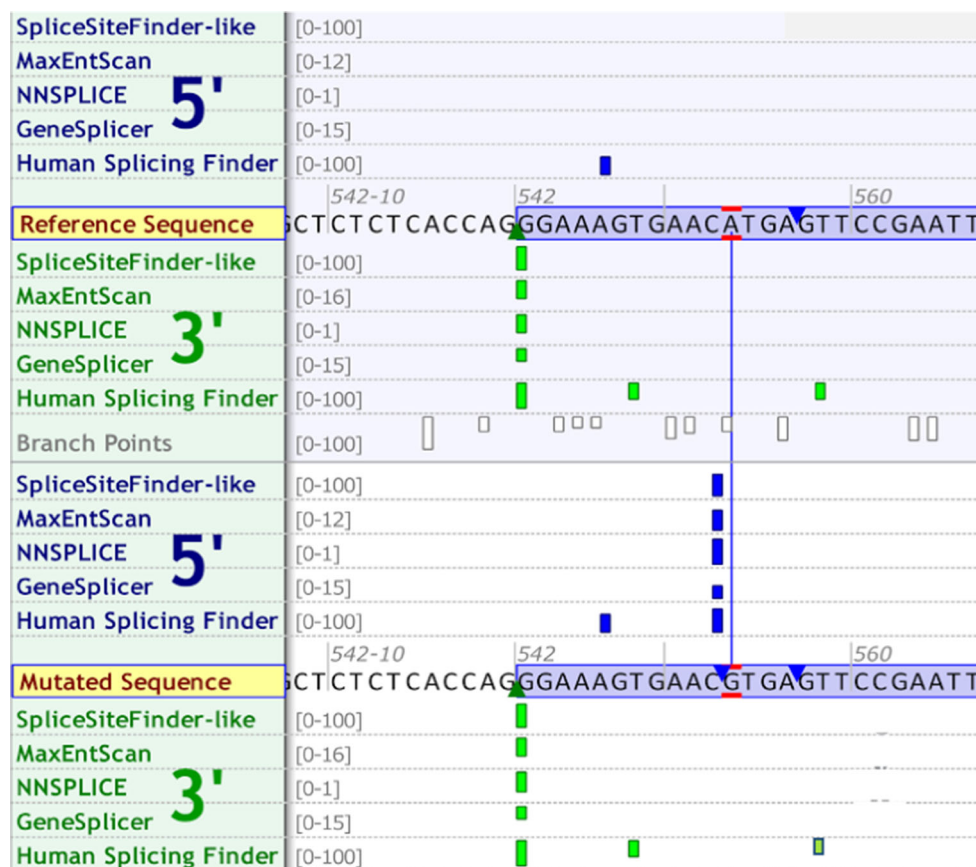 SpliceSiteFinder-like [0-100]
MaxEntScan [0-12]
NNSPLICE [0-1]
5'
GeneSplicer [0-15]
Human Splicing Finder [0-100]
542-10 542 560
Reference Sequence GCTCTCTCACCAGGGAAAGTGAACATGAGTTCCGAATT
SpliceSiteFinder-like [0-100]
MaxEntScan [0-16]
NNSPLICE [0-1]
3'
GeneSplicer [0-15]
Human Splicing Finder [0-100]
Branch Points [0-100]
SpliceSiteFinder-like [0-100]
MaxEntScan [0-12]
NNSPLICE [0-1]
5'
GeneSplicer [0-15]
Human Splicing Finder [0-100]
542-10 542 560
Mutated Sequence GCTCTCTCACCAGGGAAAGTGAACGTGAGTTCCGAATT
SpliceSiteFinder-like [0-100]
MaxEntScan [0-16]
NNSPLICE [0-1]
3'
GeneSplicer [0-15]
Human Splicing Finder [0-100]